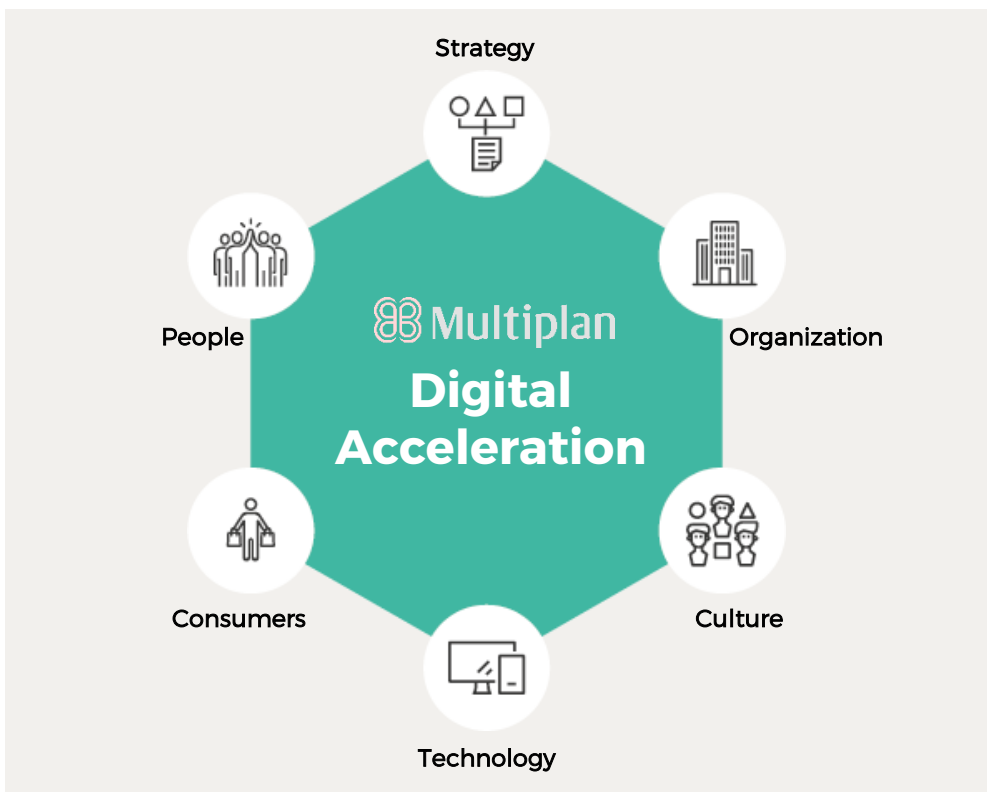 Strategy
People
Organization
Multiplan
Digital
Acceleration
Consumers
Culture
Technology